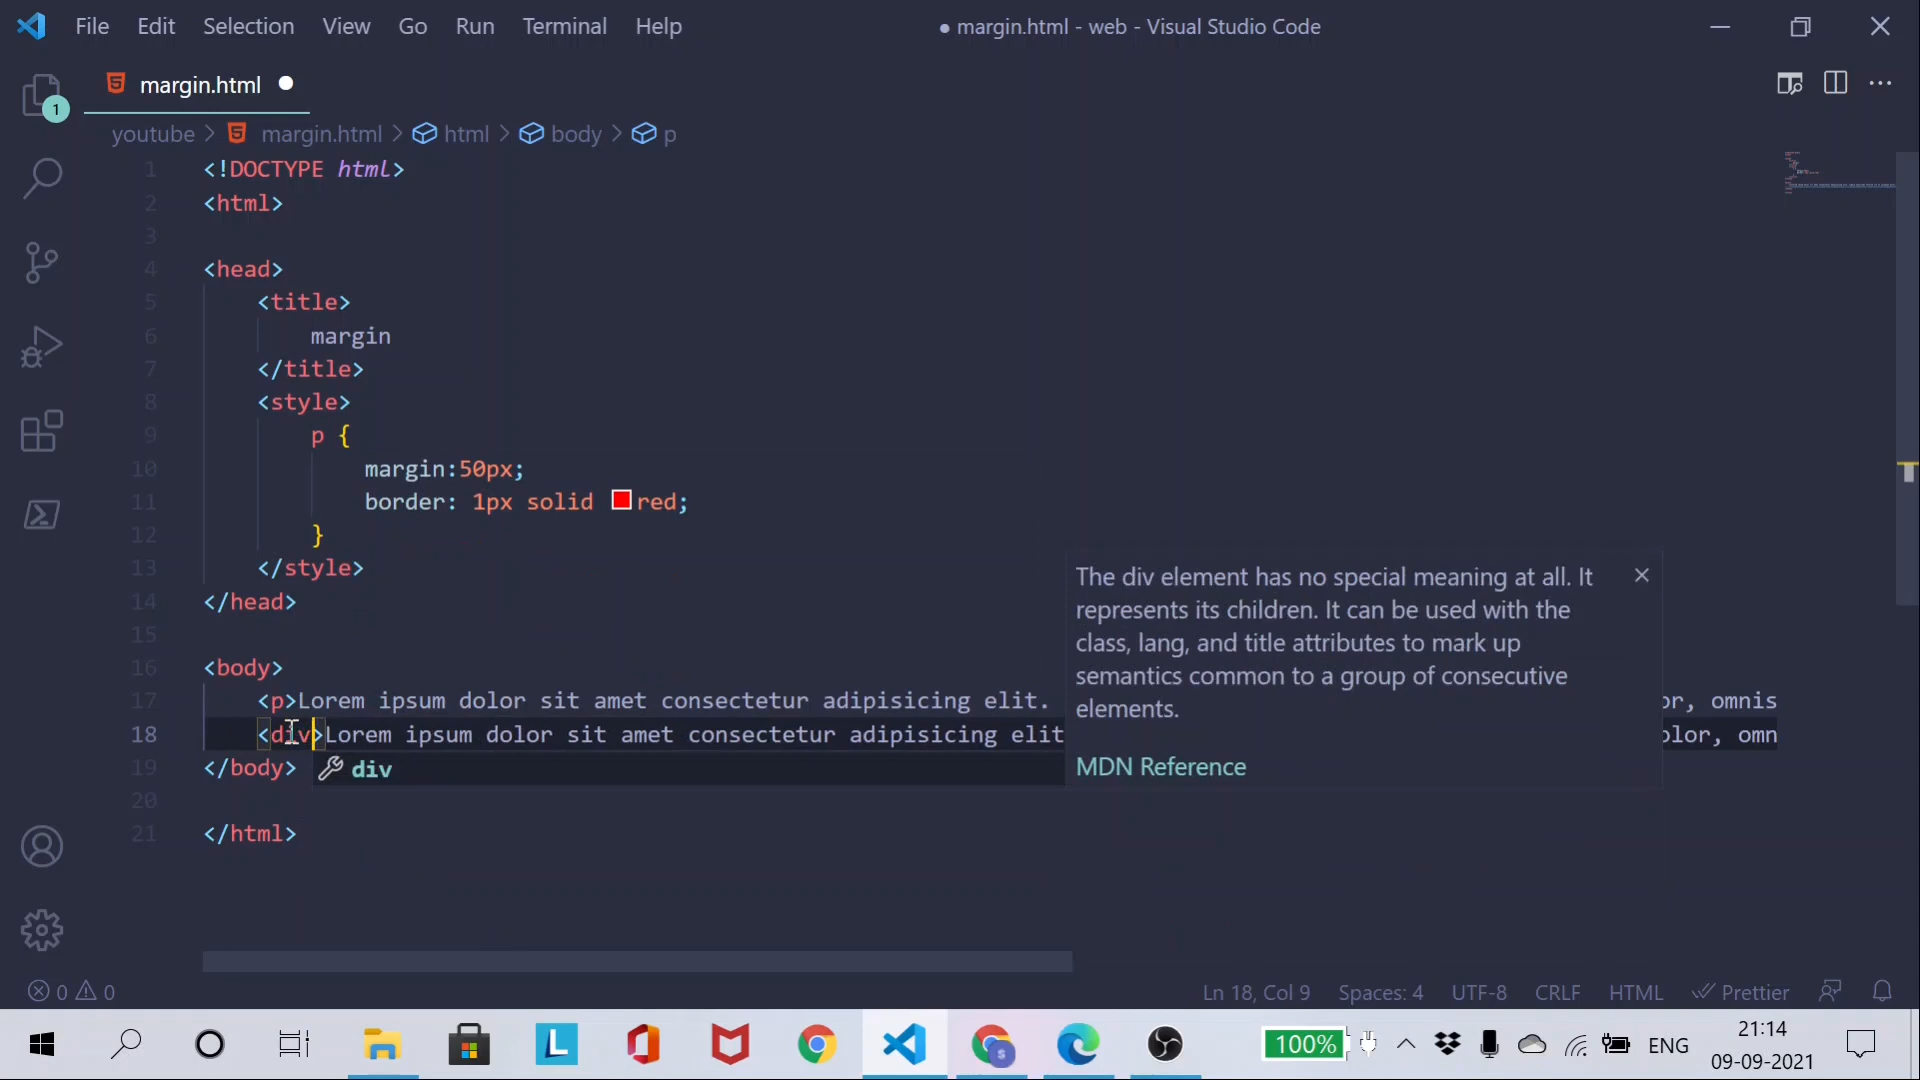 File Edit Selection View Go Run Terminal Help
● margin.html - web - Visual Studio Code
1
margin.html
youtube > margin.html > html > body > p
1 <!DOCTYPE html>
2 <html>
3
4 <head>
5 <title>
6 margin
7 </title>
8 <style>
9 p {
10 margin:50px;
11 border: 1px solid red;
12 }
13 </style>
14 </head>
15
16 <body>
17 <p>Lorem ipsum dolor sit amet consectetur adipisicing elit. or, omnis
18 <div>Lorem ipsum dolor sit amet consectetur adipisicing elit olor, omn
19 </body>
20
21 </html>
div
The div element has no special meaning at all. It
represents its children. It can be used with the
class, lang, and title attributes to mark up
semantics common to a group of consecutive
elements.
MDN Reference
0 0 Ln 18, Col 9 Spaces: 4 UTF-8 CRLF HTML Prettier
L S 100% ENG
21:14
09-09-2021